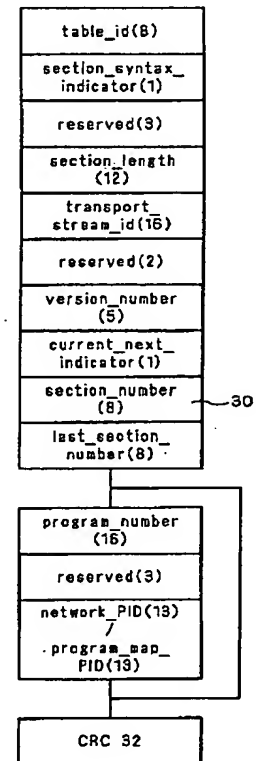 table_id(8)
section_syntax_
indicator(1)
reserved(3)
section_length
(12)
transport_
stream_id(16)
reserved(2)
version_number
(5)
current_next_
indicator(1)
section_number
(8)
30
last_section_
number(8)
program_number
(16)
reserved(3)
network_PID(13)
/
program_map_
PID(13)
CRC 32